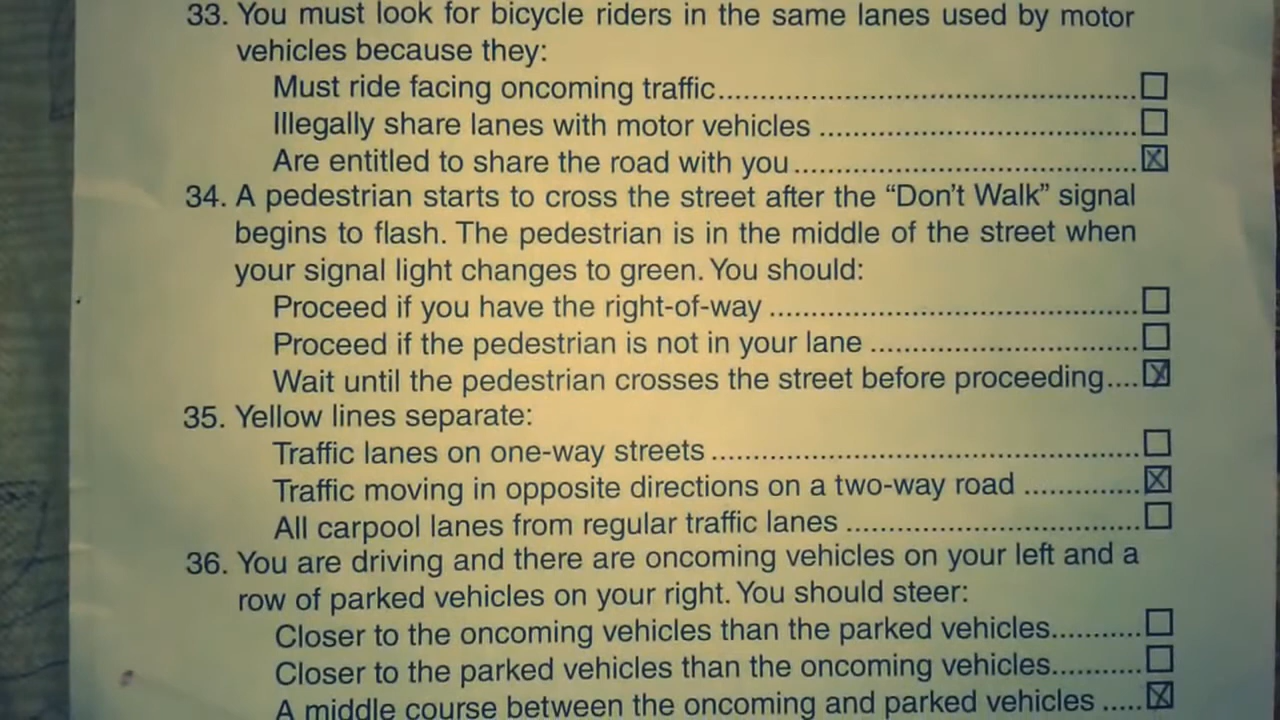 33. You must look for bicycle riders in the same lanes used by motor
vehicles because they:
Must ride facing oncoming traffic
Illegally share lanes with motor vehicles
Are entitled to share the road with you
34. A pedestrian starts to cross the street after the “Don’t Walk” signal
begins to flash. The pedestrian is in the middle of the street when
your signal light changes to green. You should:
Proceed if you have the right-of-way
Proceed if the pedestrian is not in your lane
Wait until the pedestrian crosses the street before proceeding
35. Yellow lines separate:
Traffic lanes on one-way streets
Traffic moving in opposite directions on a two-way road
All carpool lanes from regular traffic lanes
36. You are driving and there are oncoming vehicles on your left and a
row of parked vehicles on your right. You should steer:
Closer to the oncoming vehicles than the parked vehicles
Closer to the parked vehicles than the oncoming vehicles
A middle course between the oncoming and parked vehicles